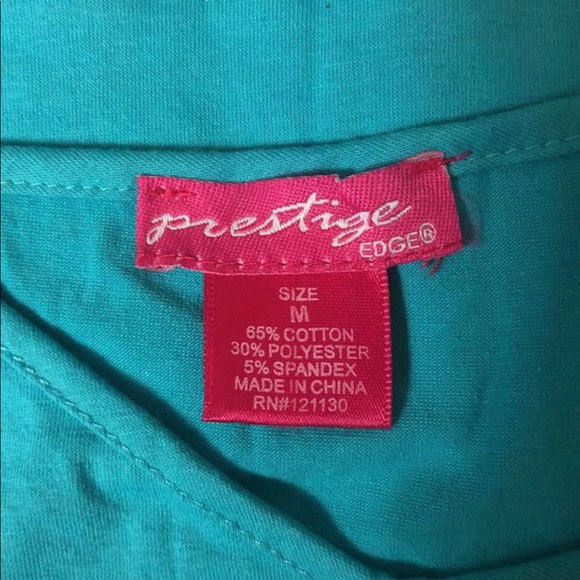 prestige
EDGE®
SIZE
M
65% COTTON
30% POLYESTER
5% SPANDEX
MADE IN CHINA
RN#121130